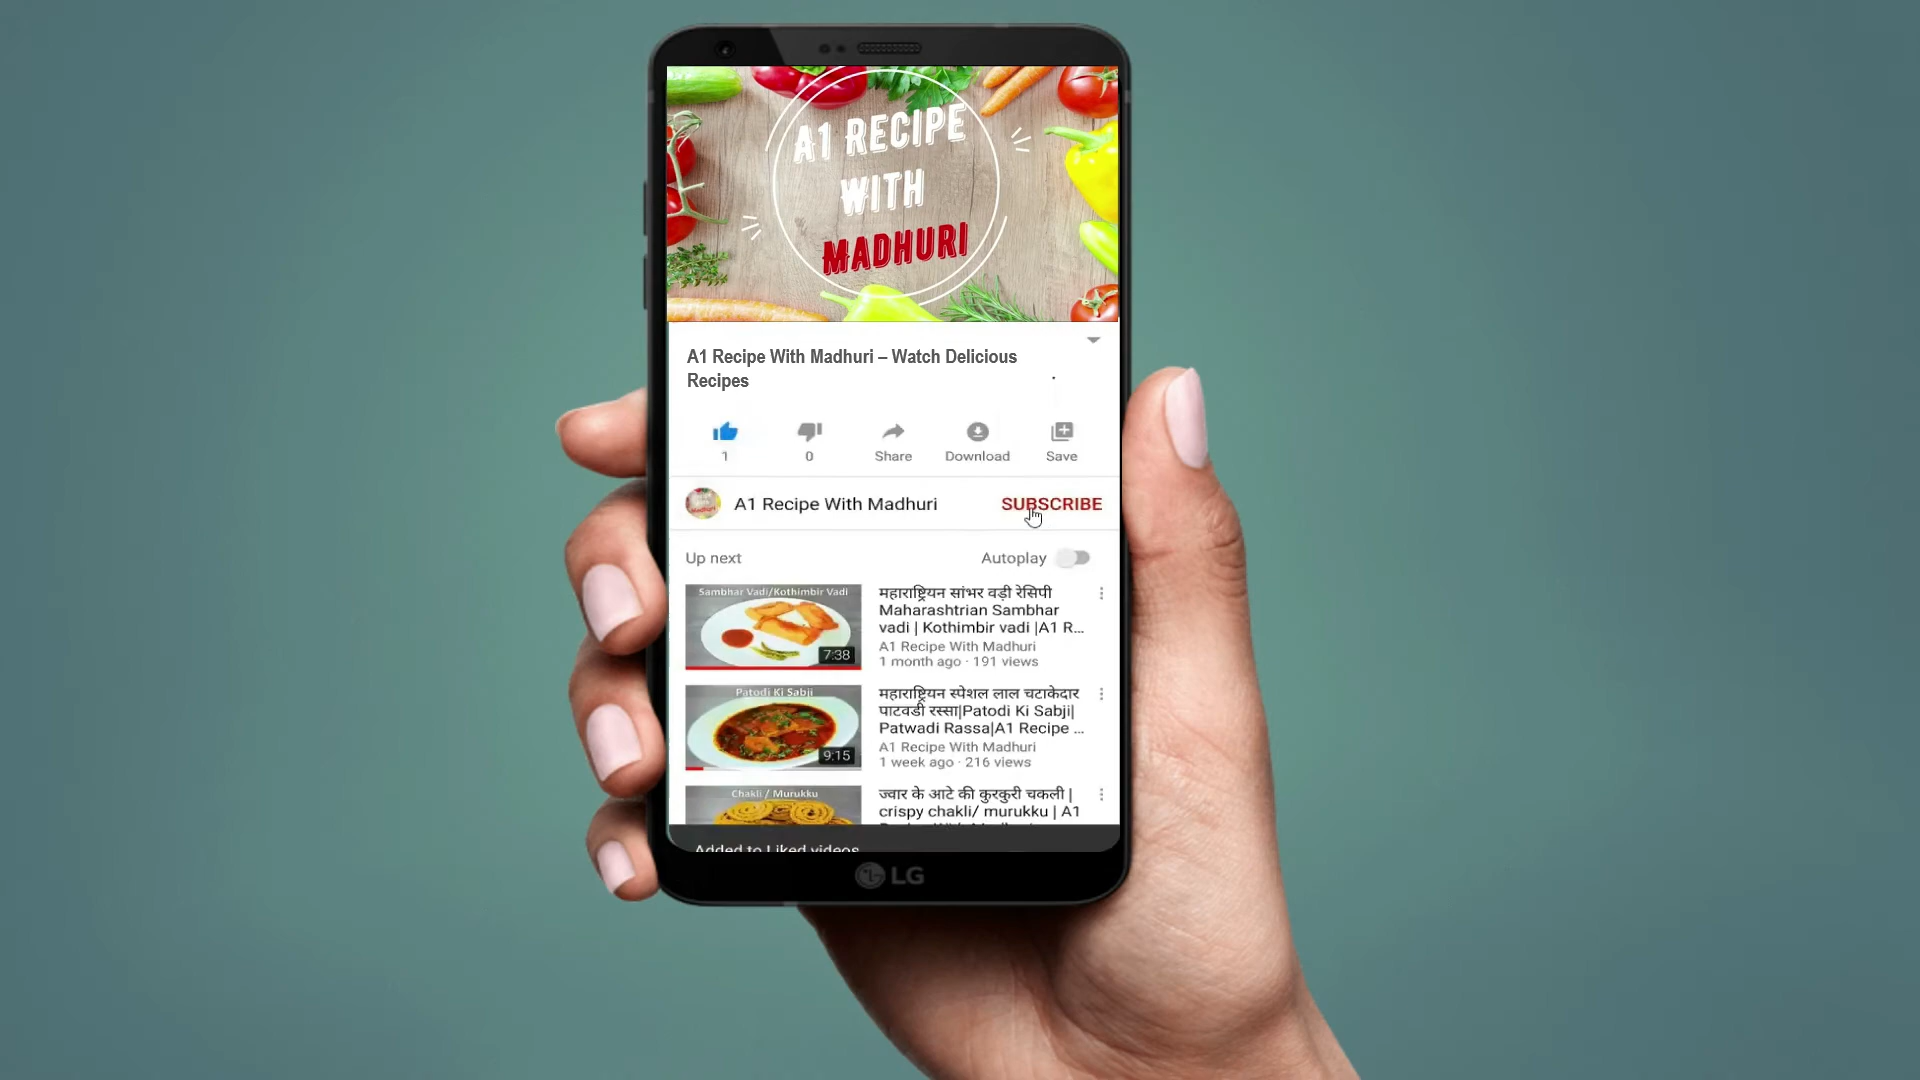 A1 RECIPE
WITH
MADHURI
A1 Recipe With Madhuri – Watch Delicious
Recipes
1
0
Share
Download
Save
A1 Recipe With Madhuri
SUBSCRIBE
Up next
Autoplay
Sambhar Vadi/Kothimbir Vadi
7:38
महाराष्ट्रियन सांभर वड़ी रेसिपी
Maharashtrian Sambhar
vadi | Kothimbir vadi |A1 R...
A1 Recipe With Madhuri
1 month ago · 191 views
Patodi Ki Sabji
9:15
महाराष्ट्रियन स्पेशल लाल चटाकेदार
पाटवडी रस्सा|Patodi Ki Sabji|
Patwadi Rassa|A1 Recipe ...
A1 Recipe With Madhuri
1 week ago · 216 views
Chakli / Murukku
ज्वार के आटे की कुरकुरी चकली |
crispy chakli/ murukku | A1
Added to Liked videos
LG